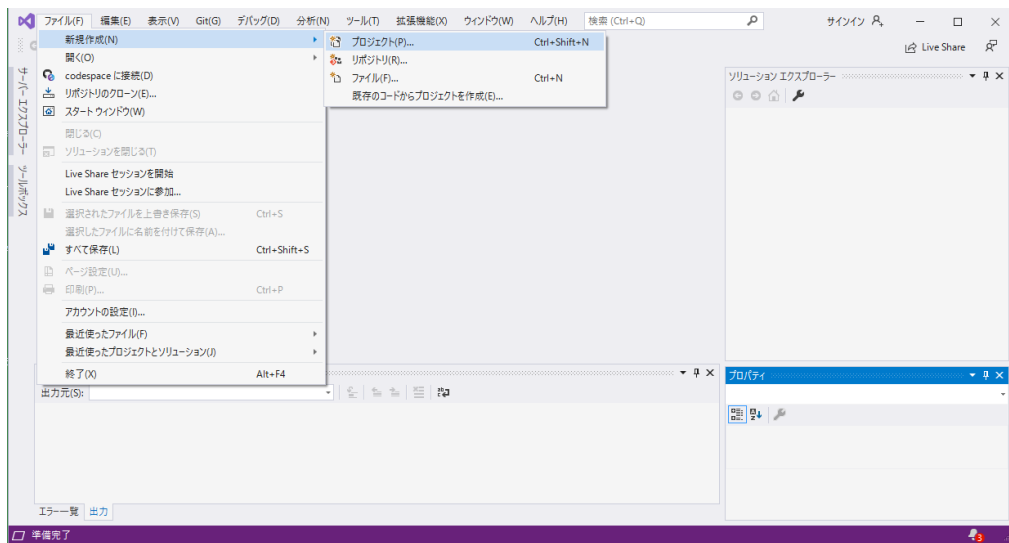 ファイル(F) 編集(E) 表示(V) Git(G) デバッグ(D) 分析(N) ツール(T) 拡張機能(X) ウィンドウ(W) ヘルプ(H) 検索 (Ctrl+Q) サインイン
Live Share
新規作成(N)
開く(O)
codespace に接続(D)
リポジトリのクローン(E)...
スタート ウィンドウ(W)
閉じる(C)
ソリューションを閉じる(T)
Live Share セッションを開始
Live Share セッションに参加...
選択されたファイルを上書き保存(S) Ctrl+S
選択したファイルに名前を付けて保存(A)...
すべて保存(L) Ctrl+Shift+S
ページ設定(U)...
印刷(P)... Ctrl+P
アカウントの設定(I)...
最近使ったファイル(F)
最近使ったプロジェクトとソリューション(J)
終了(X) Alt+F4
プロジェクト(P)... Ctrl+Shift+N
リポジトリ(R)...
ファイル(F)... Ctrl+N
既存のコードからプロジェクトを作成(E)...
サーバー エクスプローラー
ツールボックス
ソリューション エクスプローラー
出力元(S):
プロパティ
エラー一覧 出力
準備完了
3